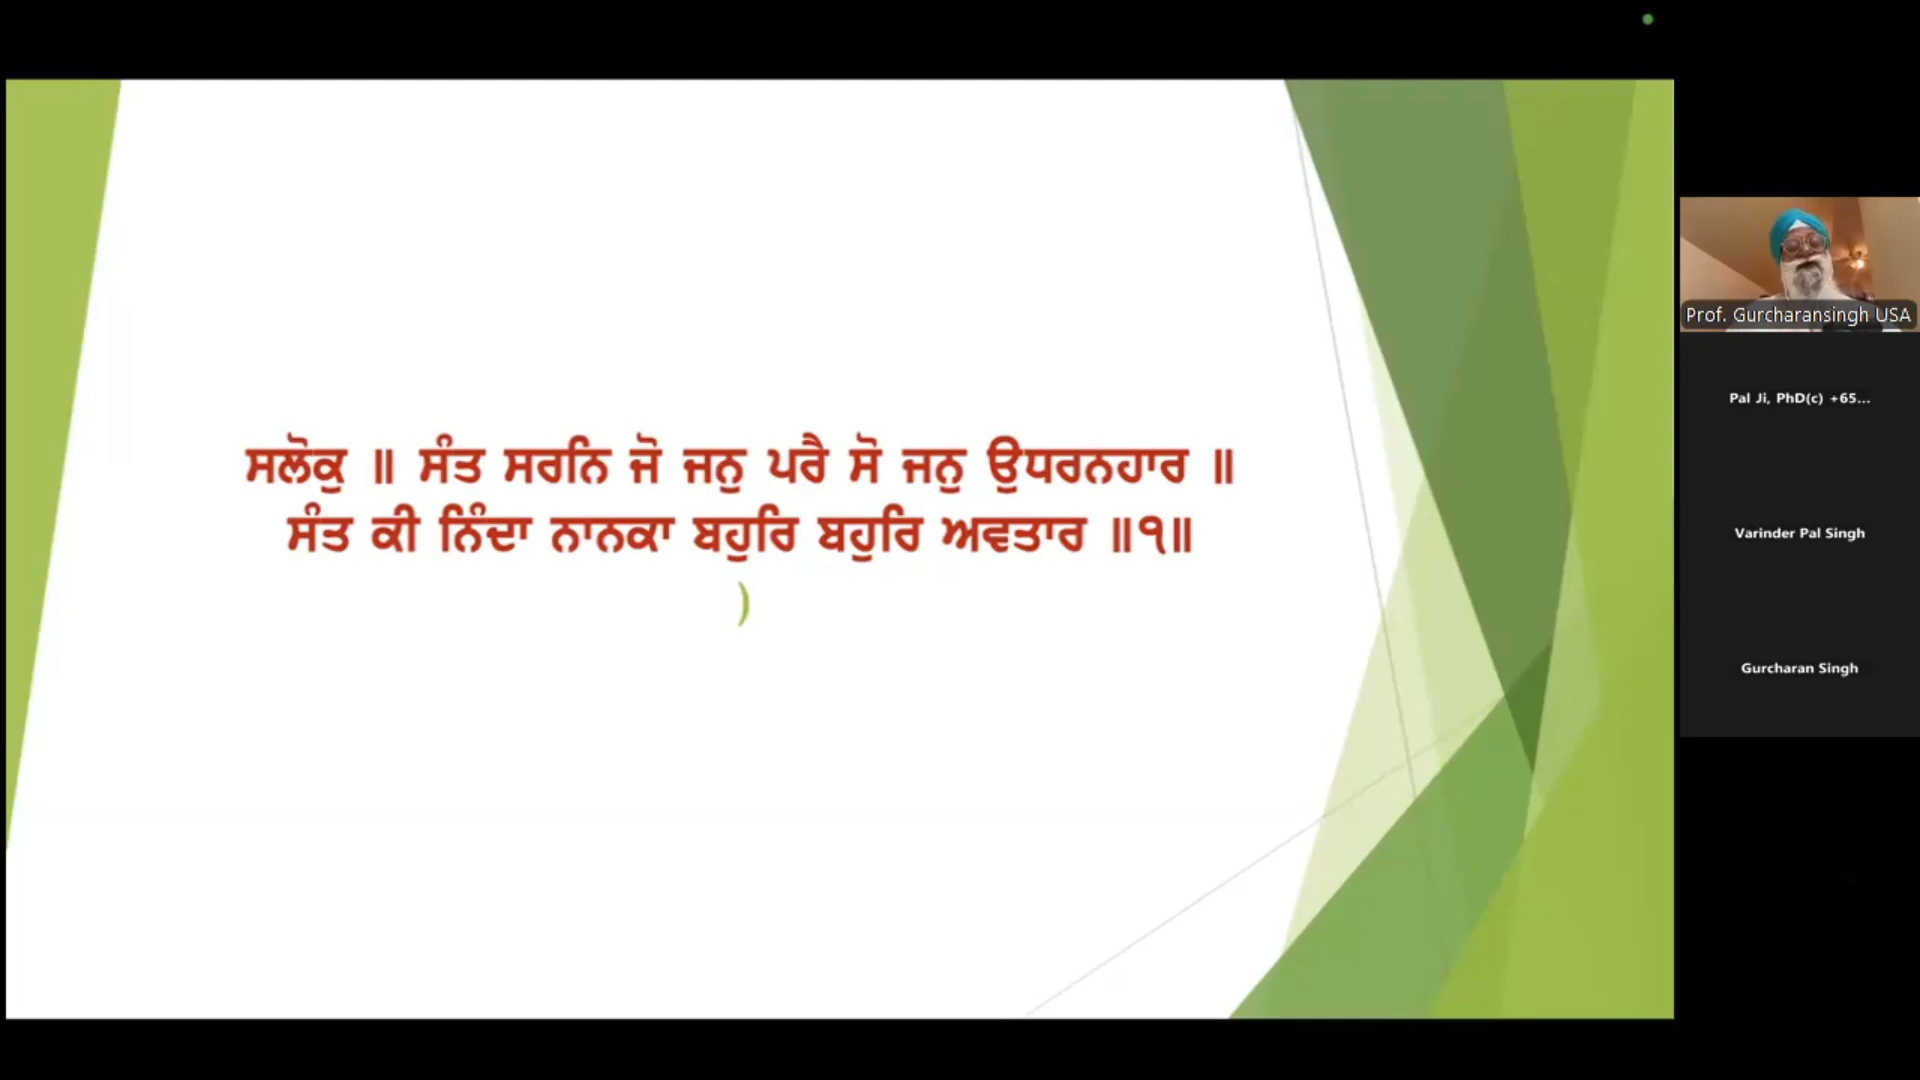 ਸਲੋਕੁ ॥ ਸੰਤ ਸਰਨਿ ਜੋ ਜਨੁ ਪਰੈ ਸੋ ਜਨੁ ਉਧਰਨਹਾਰ ॥
ਸੰਤ ਕੀ ਨਿੰਦਾ ਨਾਨਕਾ ਬਹੁਰਿ ਬਹੁਰਿ ਅਵਤਾਰ ॥੧॥
)
Prof. Gurcharansingh USA
Pal Ji, PhD(c) +65...
Varinder Pal Singh
Gurcharan Singh